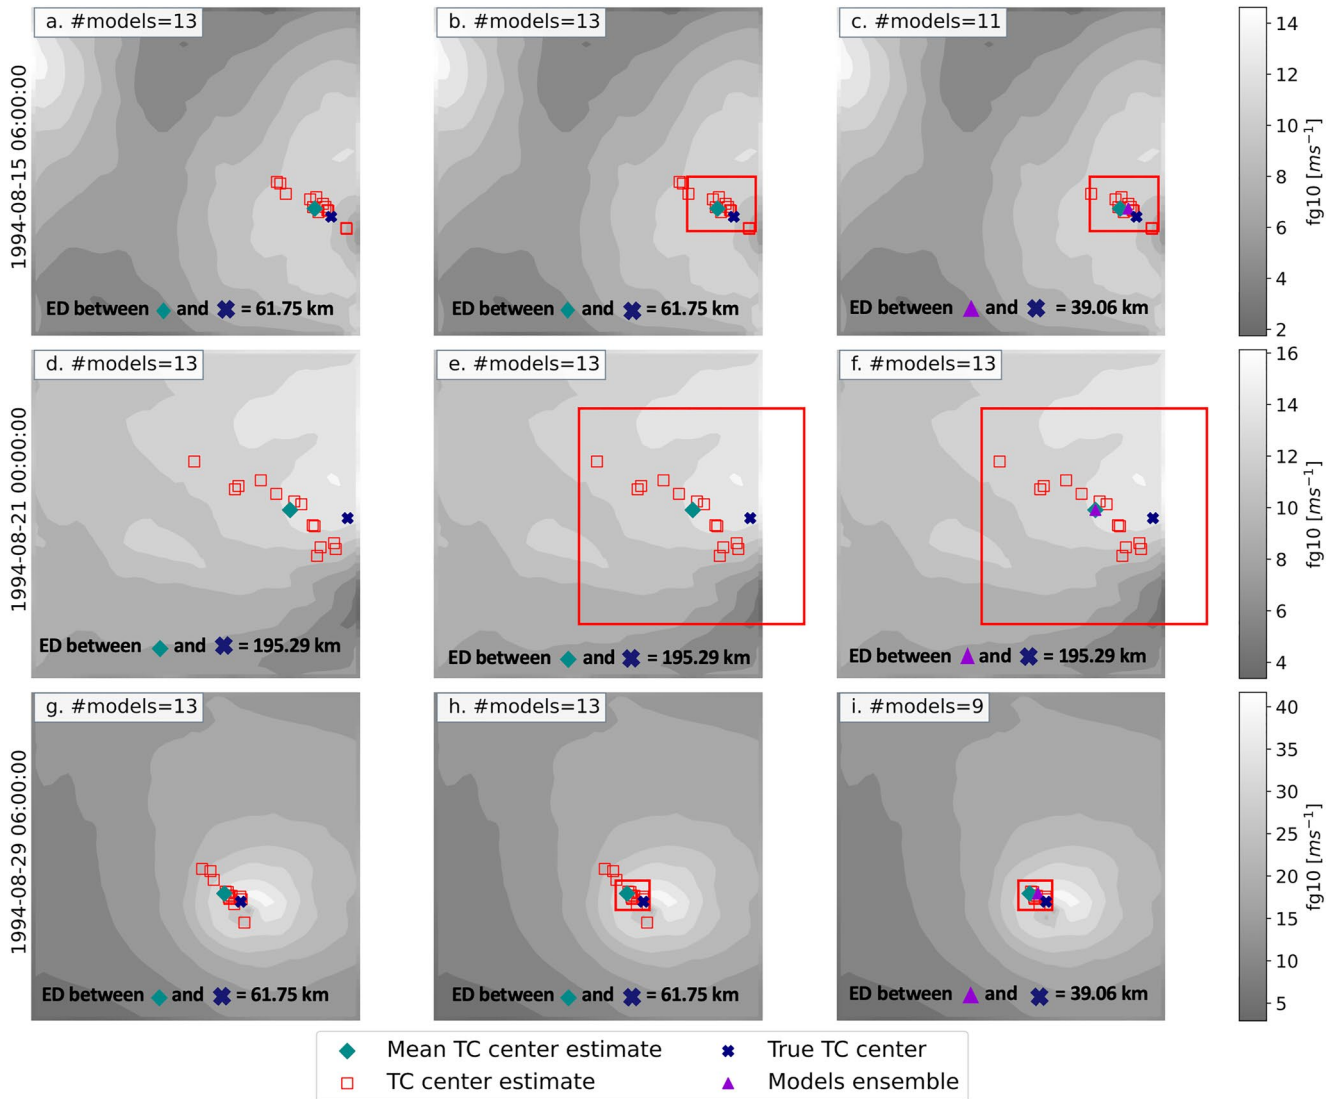 a. #models=13
b. #models=13
c. #models=11
1994-08-15 06:00:00
ED between and = 61.75 km
ED between and = 61.75 km
ED between and = 39.06 km
14
12
10
8
6
4
2
fg10 [ms⁻¹]
d. #models=13
e. #models=13
f. #models=13
1994-08-21 00:00:00
ED between and = 195.29 km
ED between and = 195.29 km
ED between and = 195.29 km
16
14
12
10
8
6
4
fg10 [ms⁻¹]
g. #models=13
h. #models=13
i. #models=9
1994-08-29 06:00:00
ED between and = 61.75 km
ED between and = 61.75 km
ED between and = 39.06 km
40
35
30
25
20
15
10
5
fg10 [ms⁻¹]
Mean TC center estimate
True TC center
TC center estimate
Models ensemble